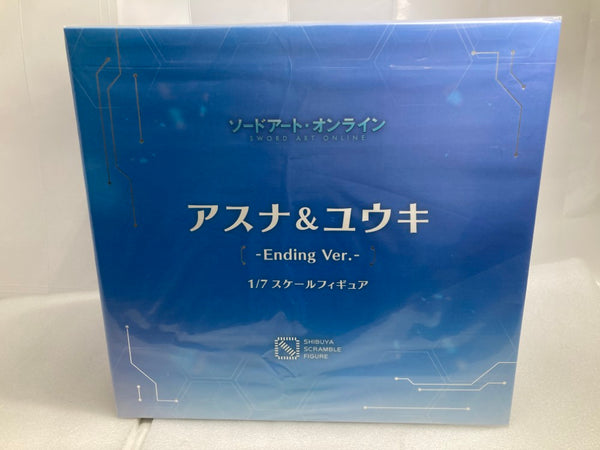 ソードアート・オンライン
SWORD ART ONLINE
アスナ&ユウキ
-Ending Ver.-
1/7 スケールフィギュア
SHIBUYA
SCRAMBLE
FIGURE